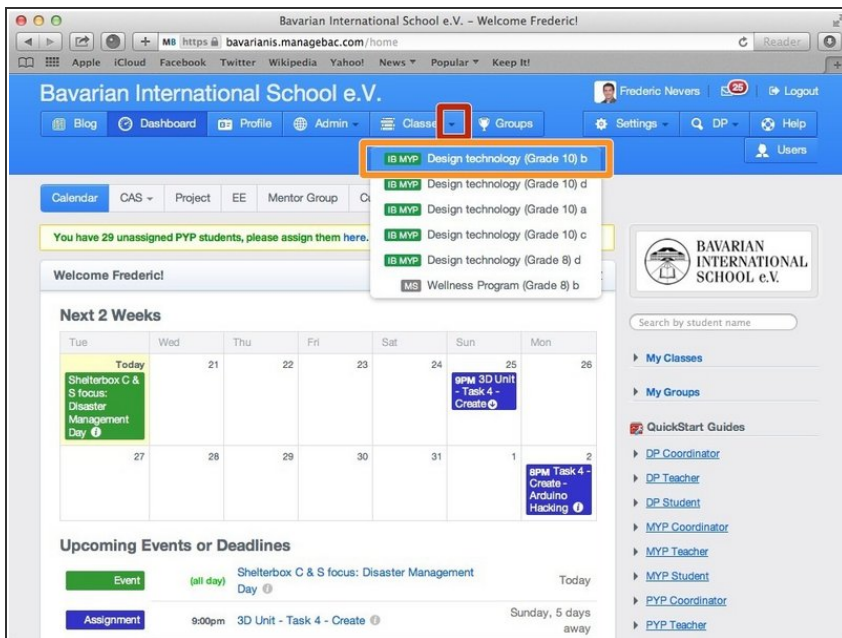 Bavarian International School e.V. – Welcome Frederic!
MB https bavarianis.managebac.com/home
Reader
Apple iCloud Facebook Twitter Wikipedia Yahoo! News Popular Keep It!
Bavarian International School e.V.
Frederic Nevers 25 Logout
Blog Dashboard Profile Admin Classe Groups Settings DP Help
Users
IB MYP Design technology (Grade 10) b
IB MYP Design technology (Grade 10) d
IB MYP Design technology (Grade 10) a
IB MYP Design technology (Grade 10) c
IB MYP Design technology (Grade 8) d
MS Wellness Program (Grade 8) b
Calendar CAS Project EE Mentor Group
You have 29 unassigned PYP students, please assign them here.
Welcome Frederic!
Next 2 Weeks
Tue Wed Thu Fri Sat Sun Mon
Today 21 22 23 24 25 26
Shelterbox C &
S focus:
Disaster
Management
Day
9PM 3D Unit
- Task 4 -
Create
27 28 29 30 31 1 2
8PM Task 4 -
Create -
Arduino
Hacking
Upcoming Events or Deadlines
Event (all day) Shelterbox C & S focus: Disaster Management
Day
Today
Assignment 9:00pm 3D Unit - Task 4 - Create
Sunday, 5 days
away
BAVARIAN
INTERNATIONAL
SCHOOL e.V.
Search by student name
My Classes
My Groups
QuickStart Guides
DP Coordinator
DP Teacher
DP Student
MYP Coordinator
MYP Teacher
MYP Student
PYP Coordinator
PYP Teacher